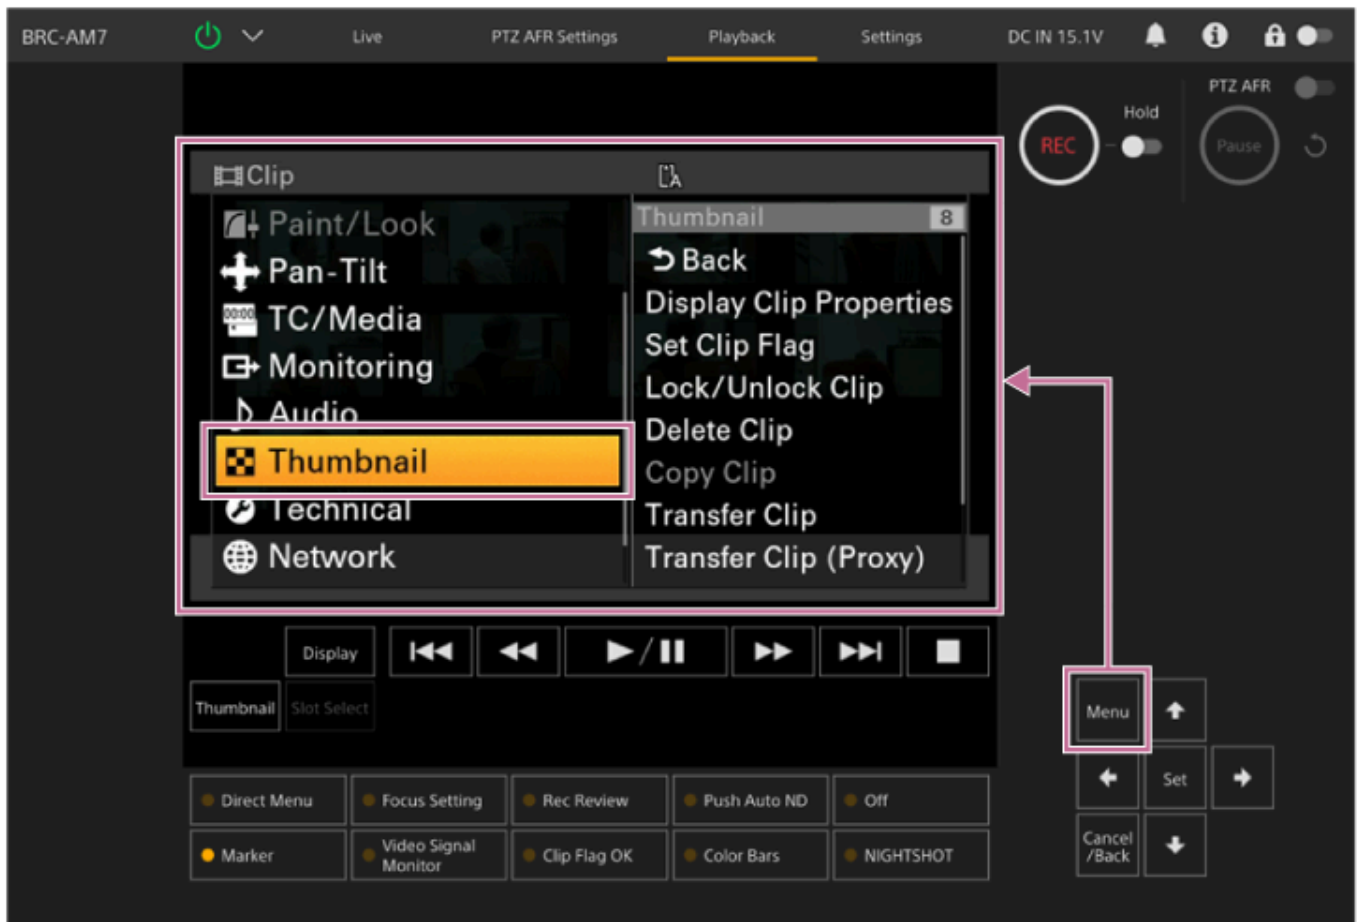 BRC-AM7
Live
PTZ AFR Settings
Playback
Settings
DC IN 15.1V
PTZ AFR
Hold
REC
Pause
Clip
A
Paint/Look
Pan-Tilt
00:00
TC/Media
Monitoring
Audio
Thumbnail
Technical
Network
Thumbnail 8
Back
Display Clip Properties
Set Clip Flag
Lock/Unlock Clip
Delete Clip
Copy Clip
Transfer Clip
Transfer Clip (Proxy)
Display
Thumbnail
Slot Select
Menu
Set
Cancel
/Back
Direct Menu
Focus Setting
Rec Review
Push Auto ND
Off
Marker
Video Signal
Monitor
Clip Flag OK
Color Bars
NIGHTSHOT